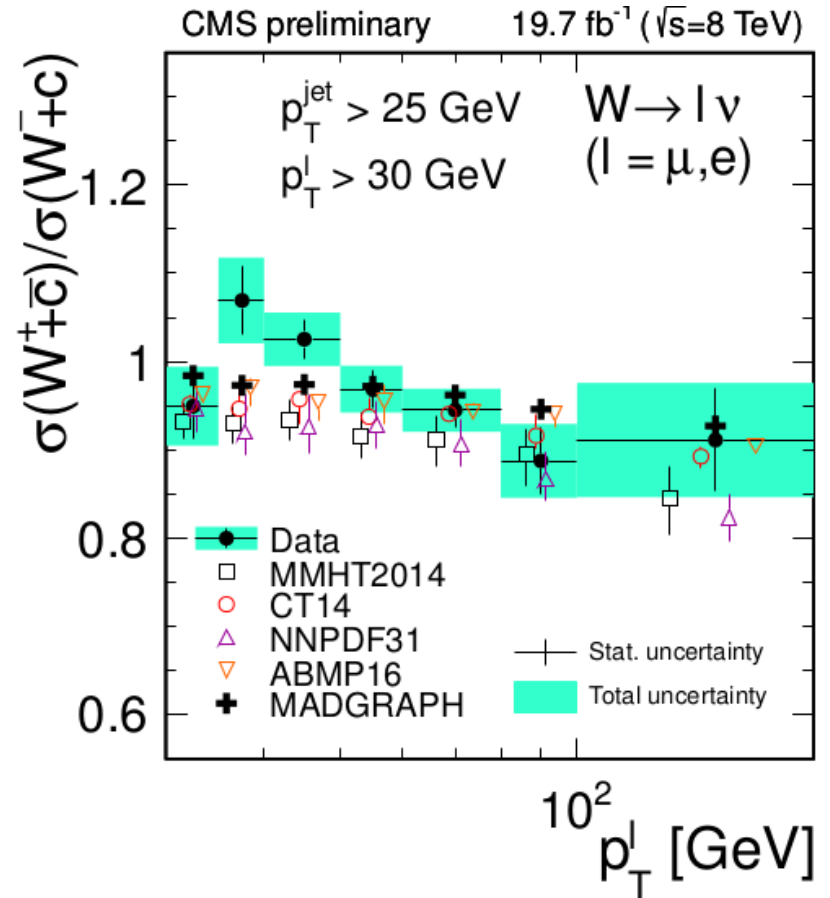 CMS preliminary 19.7 fb⁻¹ (√s=8 TeV)
σ(W⁺+c̅)/σ(W⁻+c)
p_T^jet > 25 GeV
p_T^l > 30 GeV
W→ l ν
(l = μ,e)
1.2
1
0.8
0.6
Data
MMHT2014
CT14
NNPDF31
ABMP16
MADGRAPH
Stat. uncertainty
Total uncertainty
10²
p_T^l [GeV]